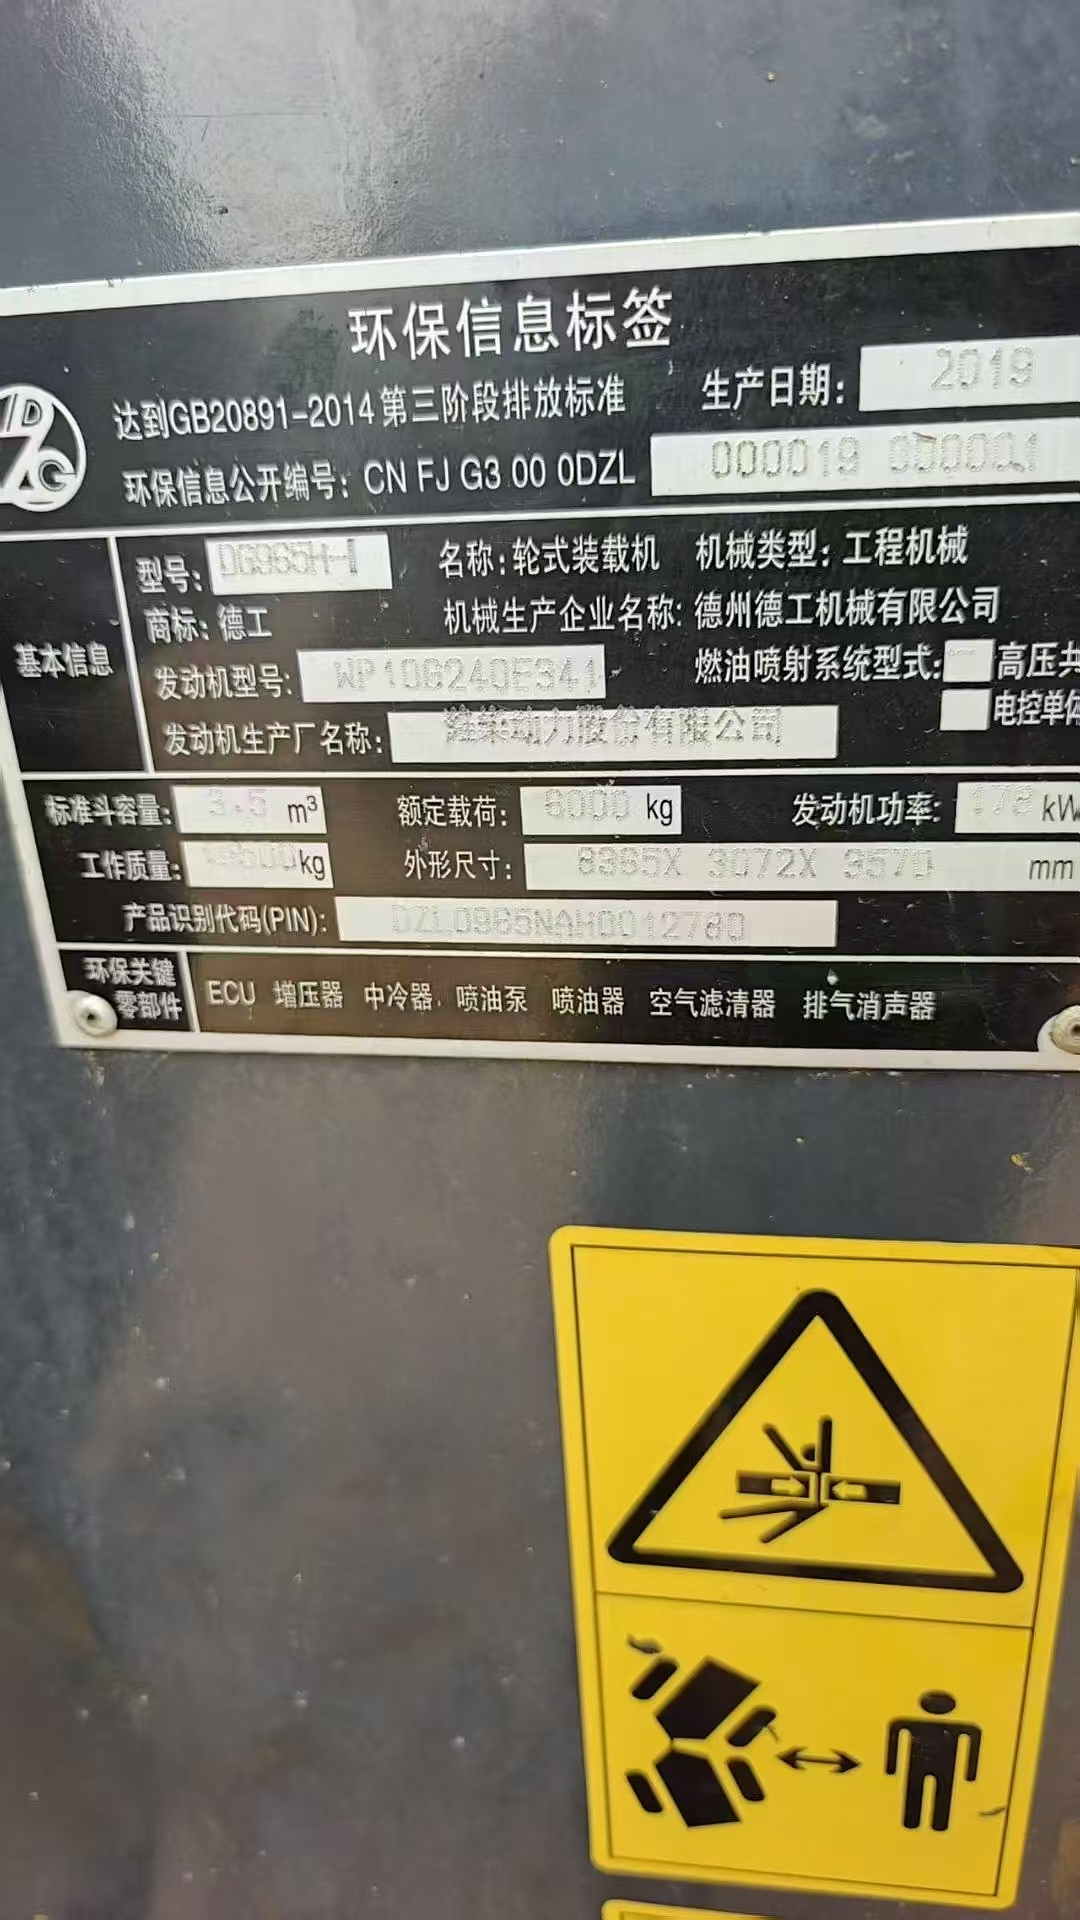 环保信息标签
达到GB20891-2014第三阶段排放标准 生产日期: 2019
环保信息公开编号: CN FJ G3 00 0DZL 000019 000001
基本信息
型号: DG965H-1 名称: 轮式装载机 机械类型: 工程机械
商标: 德工 机械生产企业名称: 德州德工机械有限公司
发动机型号: WP10G240E341 燃油喷射系统型式: 高压共
发动机生产厂名称: 潍柴动力股份有限公司 电控单体
标准斗容量: 3.5 m³ 额定载荷: 6000 kg 发动机功率: 178 kW
工作质量: kg 外形尺寸: 8365X 3072X 3570 mm
产品识别代码(PIN): DZL0965NAH0012780
环保关键零部件
ECU 增压器 中冷器 喷油泵 喷油器 空气滤清器 排气消声器